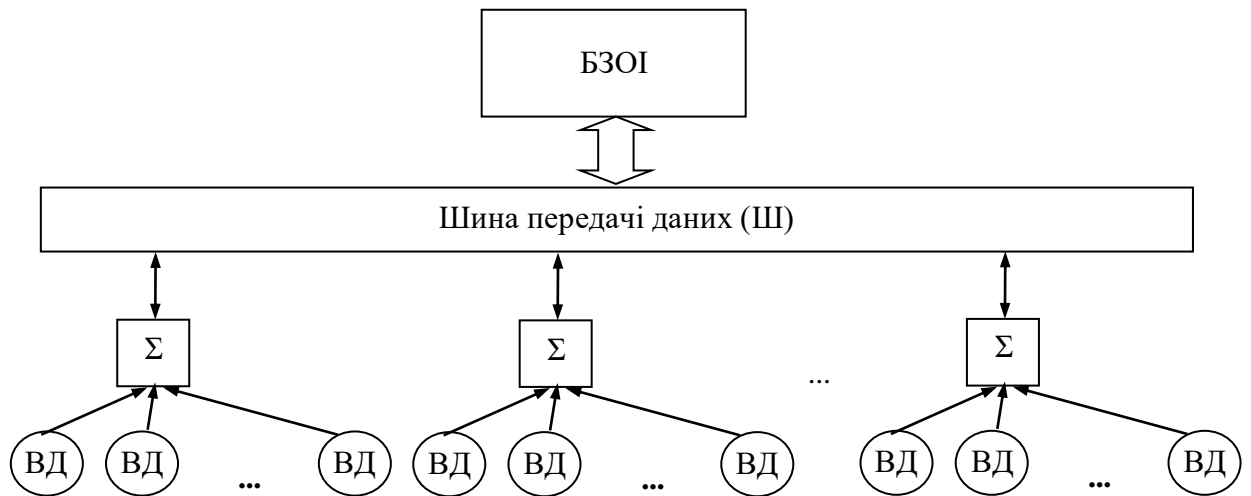 БЗОІ
Шина передачі даних (Ш)
Σ Σ ... Σ
ВД ВД ... ВД ВД ВД ... ВД ВД ВД ... ВД